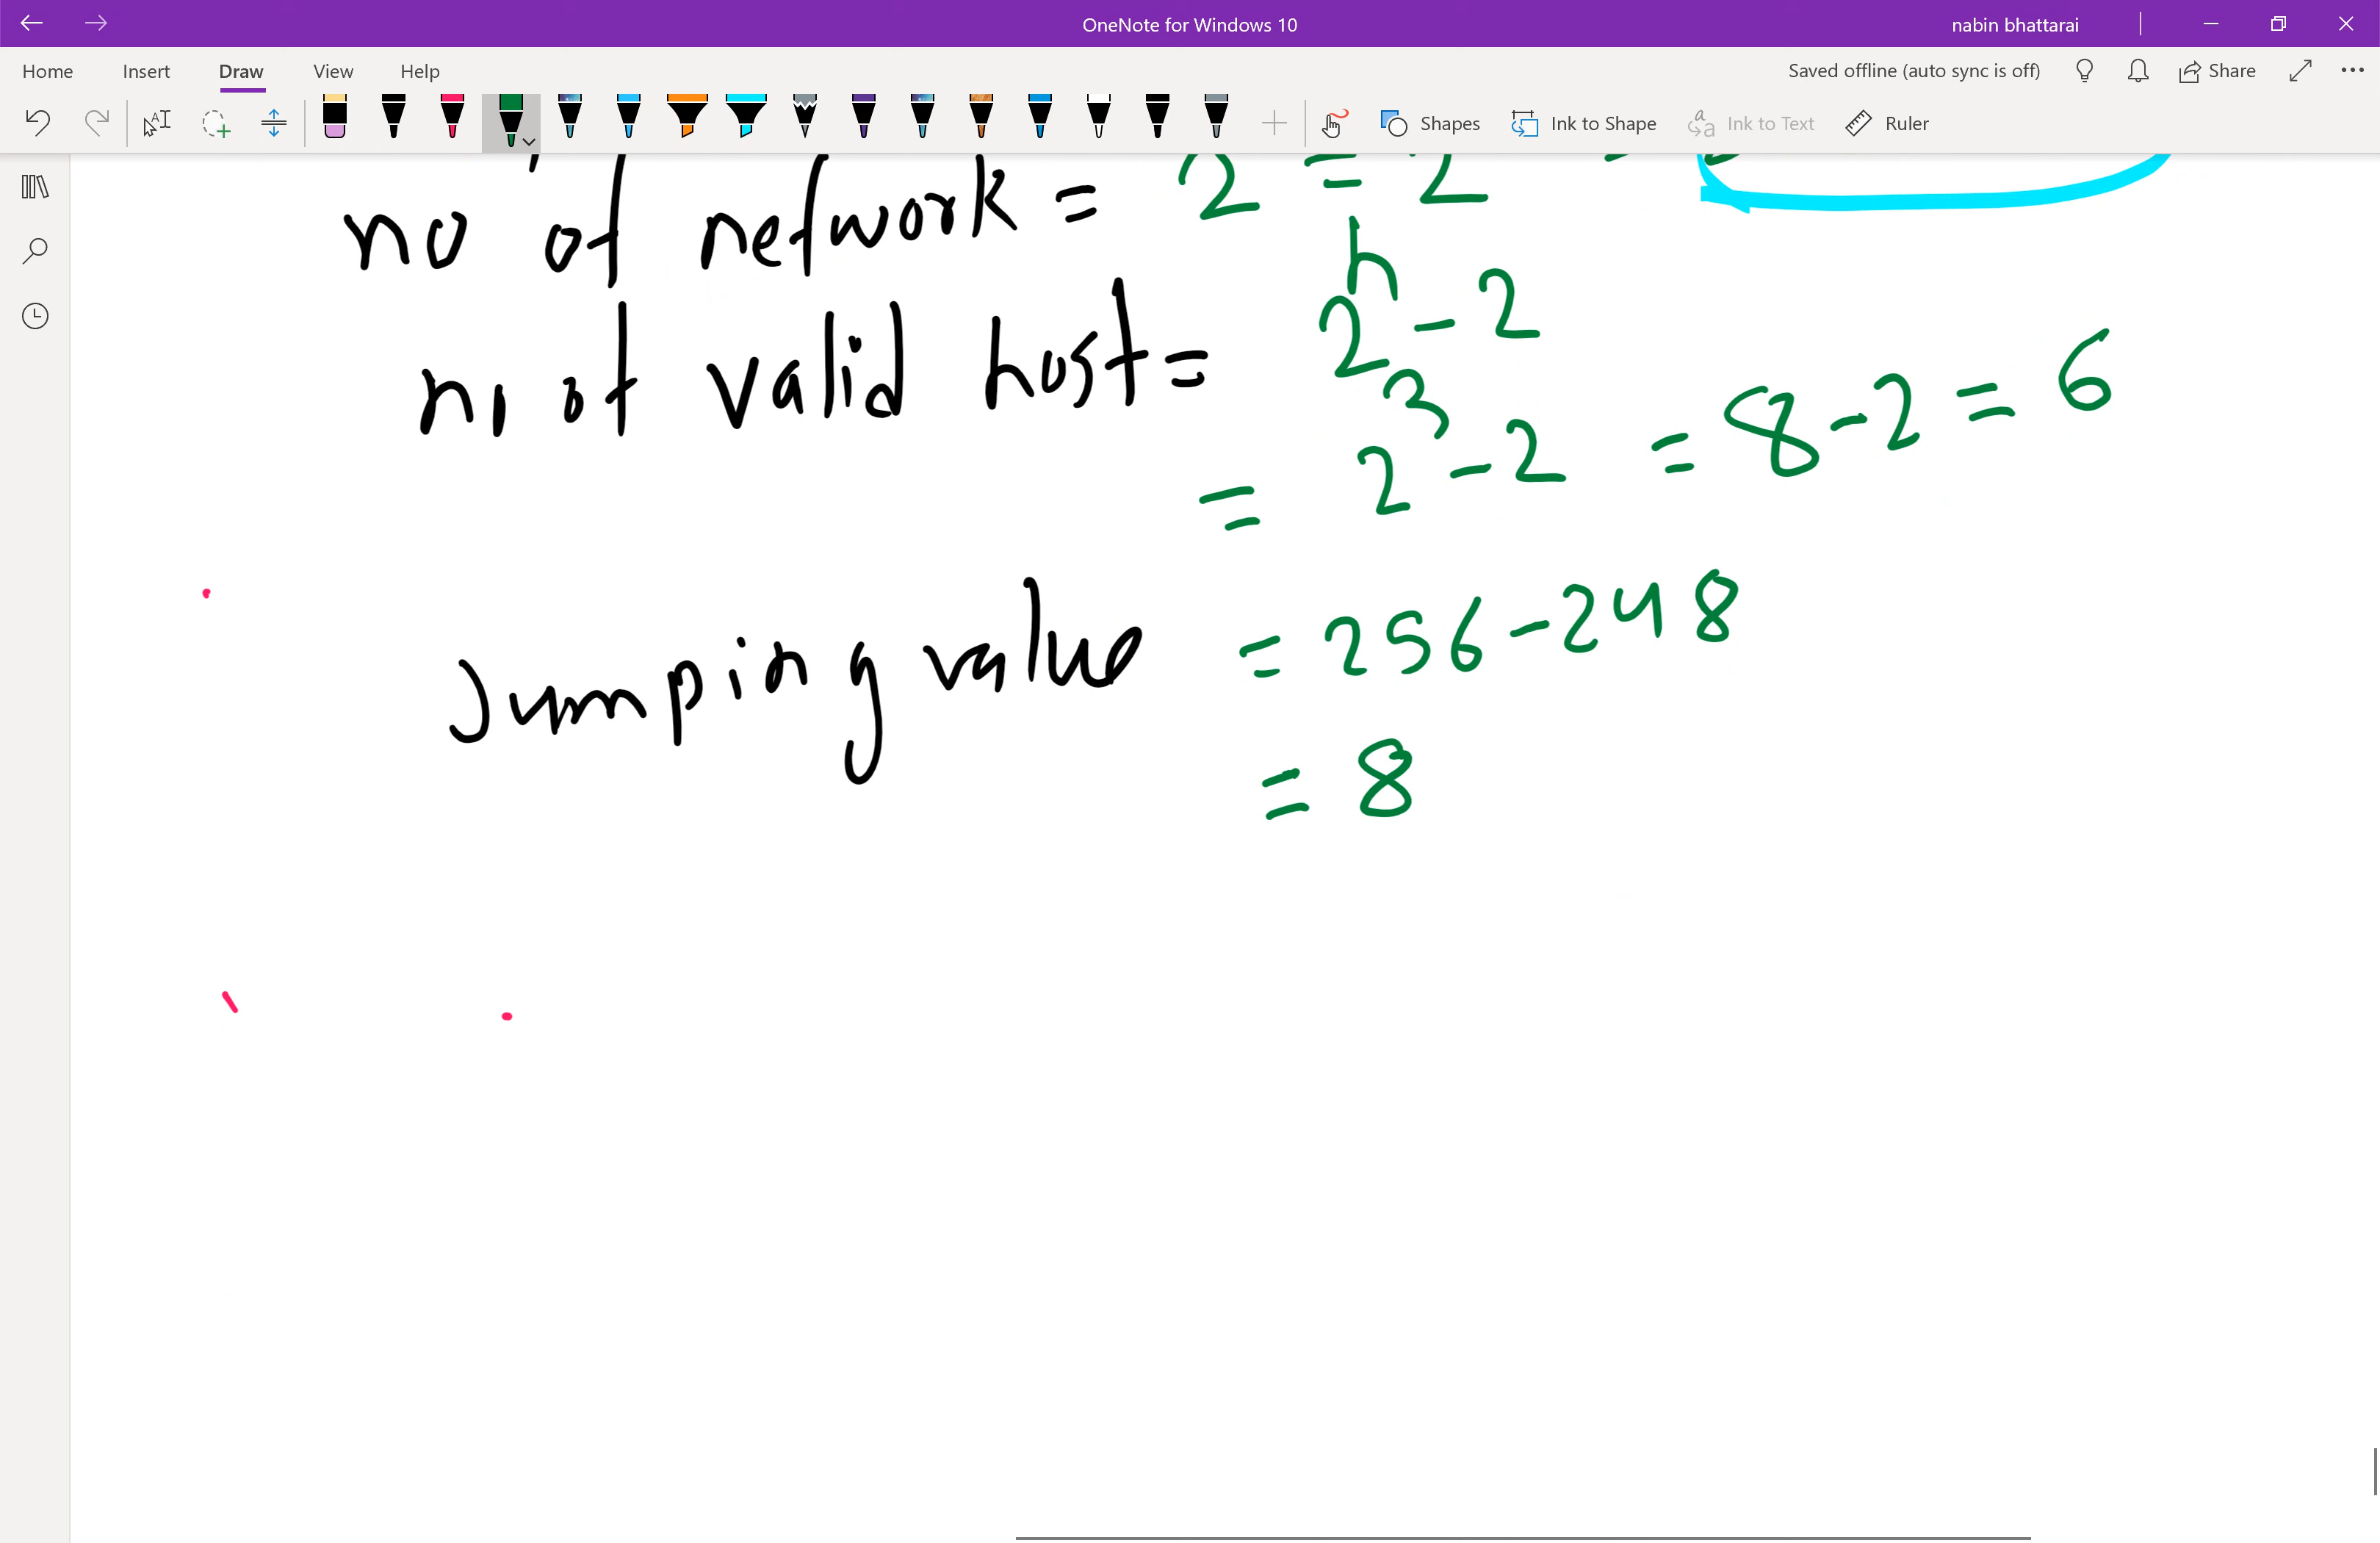 OneNote for Windows 10
nabin bhattarai
Home Insert Draw View Help
Saved offline (auto sync is off) Share
Shapes Ink to Shape Ink to Text Ruler
no of network = 2 = 2
no of valid host = 2^h - 2
= 2^3 - 2 = 8 - 2 = 6
Jumping value = 256 - 248
= 8